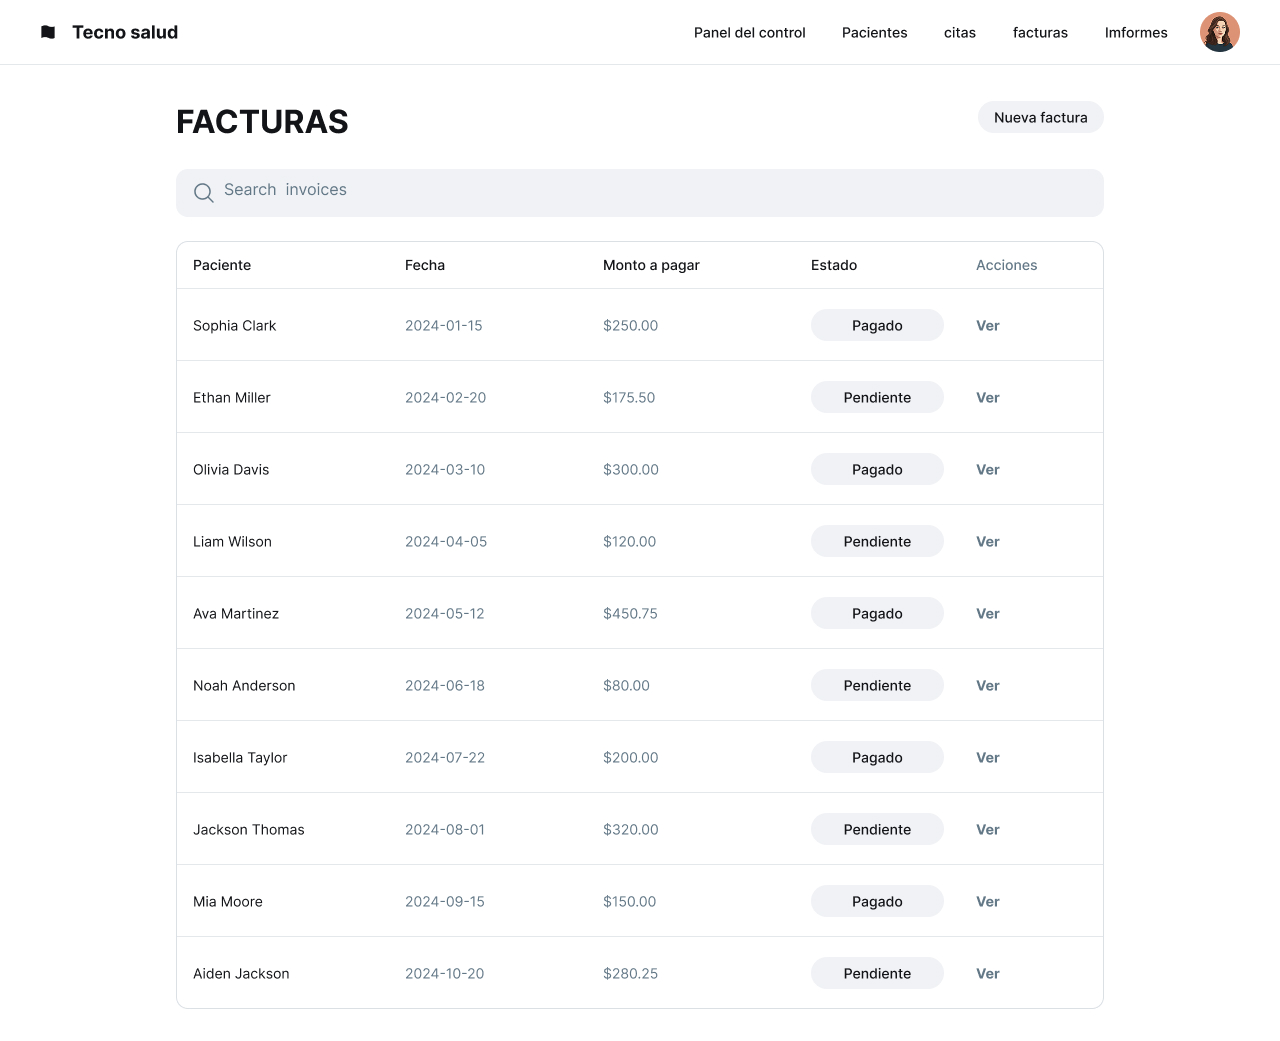 Tecno salud
Panel del control Pacientes citas facturas Imformes
FACTURAS
Nueva factura
Search invoices
Paciente Fecha Monto a pagar Estado Acciones
Sophia Clark 2024-01-15 $250.00 Pagado Ver
Ethan Miller 2024-02-20 $175.50 Pendiente Ver
Olivia Davis 2024-03-10 $300.00 Pagado Ver
Liam Wilson 2024-04-05 $120.00 Pendiente Ver
Ava Martinez 2024-05-12 $450.75 Pagado Ver
Noah Anderson 2024-06-18 $80.00 Pendiente Ver
Isabella Taylor 2024-07-22 $200.00 Pagado Ver
Jackson Thomas 2024-08-01 $320.00 Pendiente Ver
Mia Moore 2024-09-15 $150.00 Pagado Ver
Aiden Jackson 2024-10-20 $280.25 Pendiente Ver